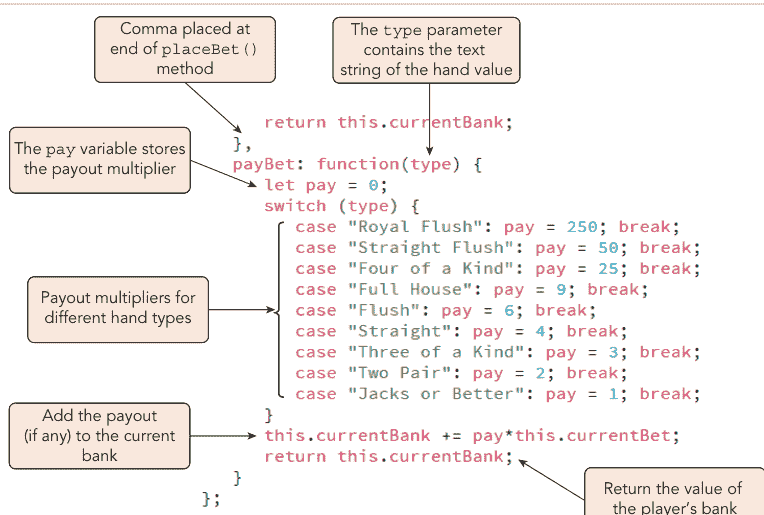 Comma placed at
end of placeBet()
method
The type parameter
contains the text
string of the hand value
return this.currentBank;
},
The pay variable stores
the payout multiplier
payBet: function(type) {
let pay = 0;
switch (type) {
case "Royal Flush": pay = 250; break;
case "Straight Flush": pay = 50; break;
case "Four of a Kind": pay = 25; break;
case "Full House": pay = 9; break;
case "Flush": pay = 6; break;
case "Straight": pay = 4; break;
case "Three of a Kind": pay = 3; break;
case "Two Pair": pay = 2; break;
case "Jacks or Better": pay = 1; break;
Payout multipliers for
different hand types
}
Add the payout
(if any) to the current
bank
this.currentBank += pay*this.currentBet;
return this.currentBank;
}
};
Return the value of
the player's bank